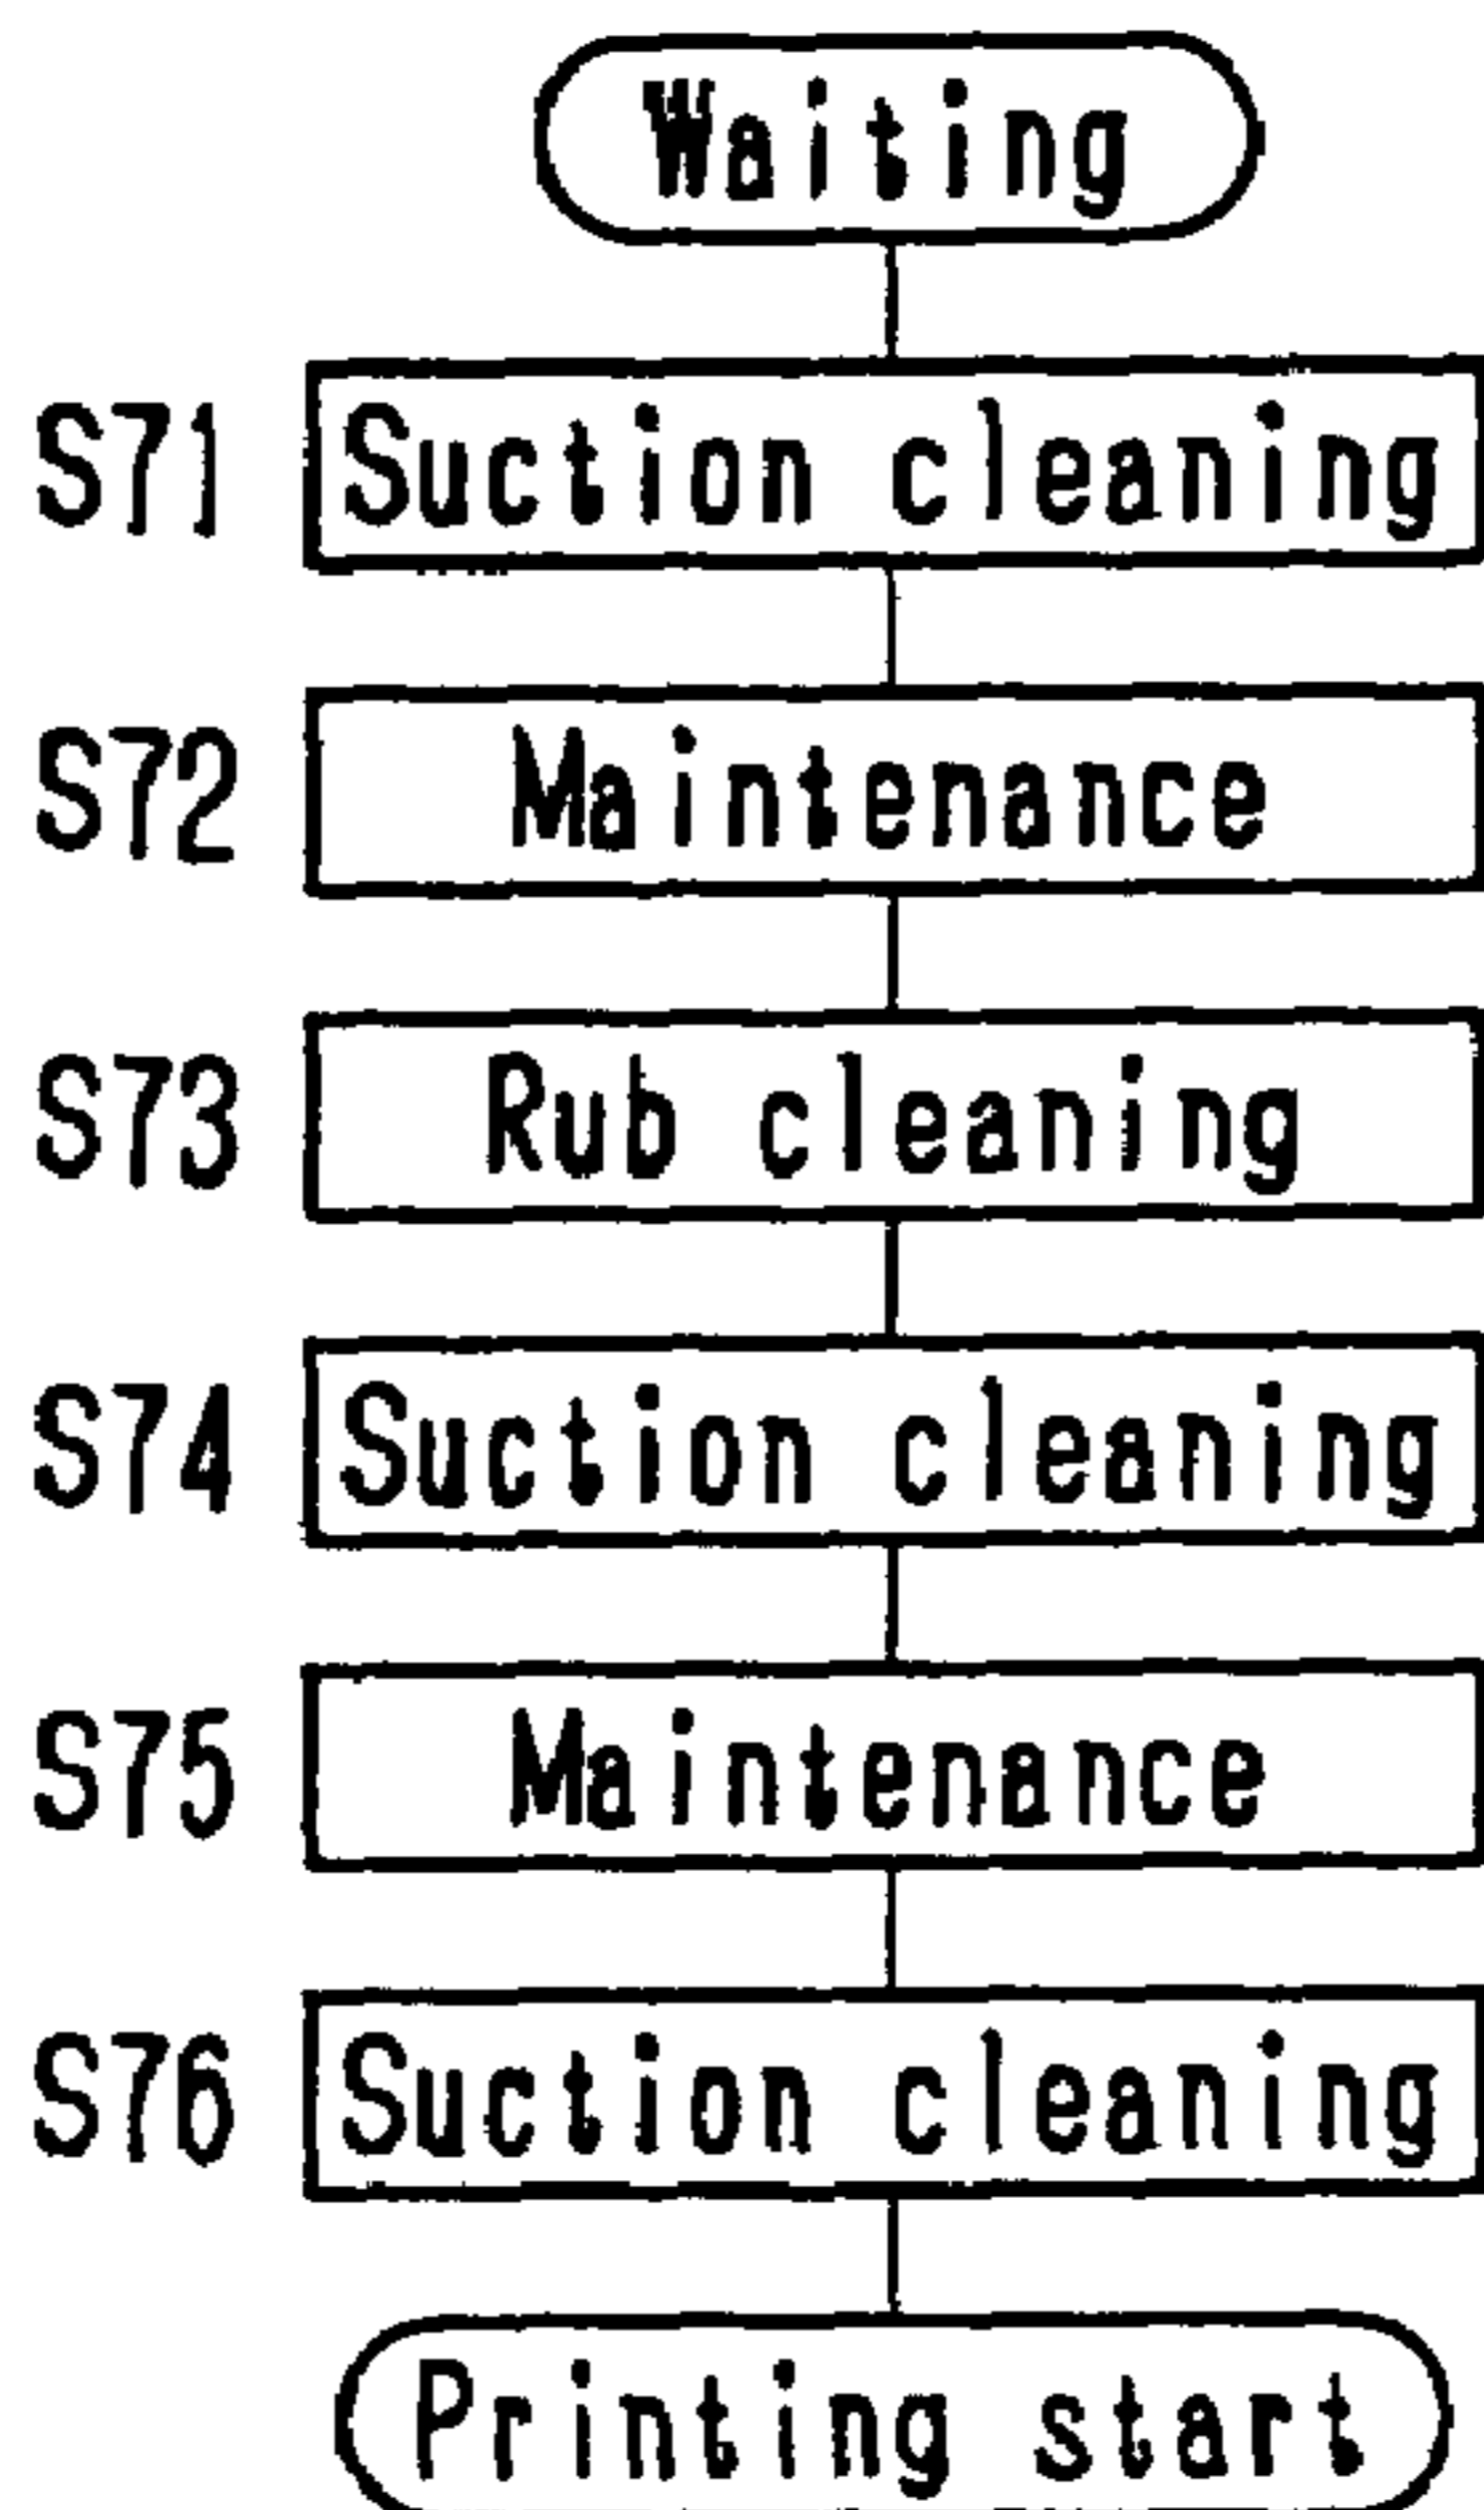 Waiting
S71 Suction cleaning
S72 Maintenance
S73 Rub cleaning
S74 Suction cleaning
S75 Maintenance
S76 Suction cleaning
Printing start